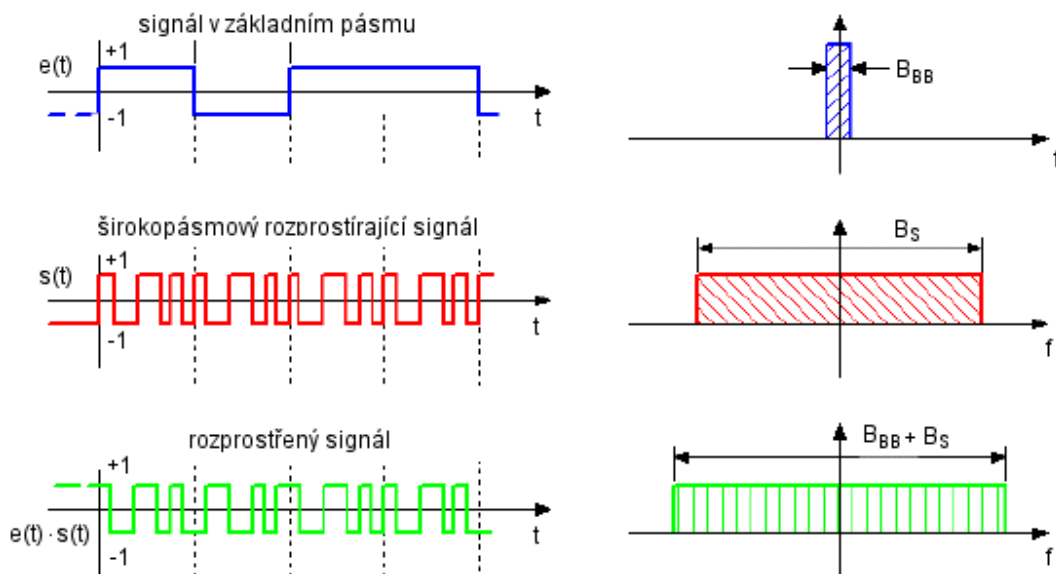 signál v základním pásmu
+1
e(t)
-1
t
B_BB
f
širokopásmový rozprostírající signál
+1
s(t)
-1
t
B_S
f
rozprostřený signál
+1
e(t) · s(t)
-1
t
B_BB + B_S
f